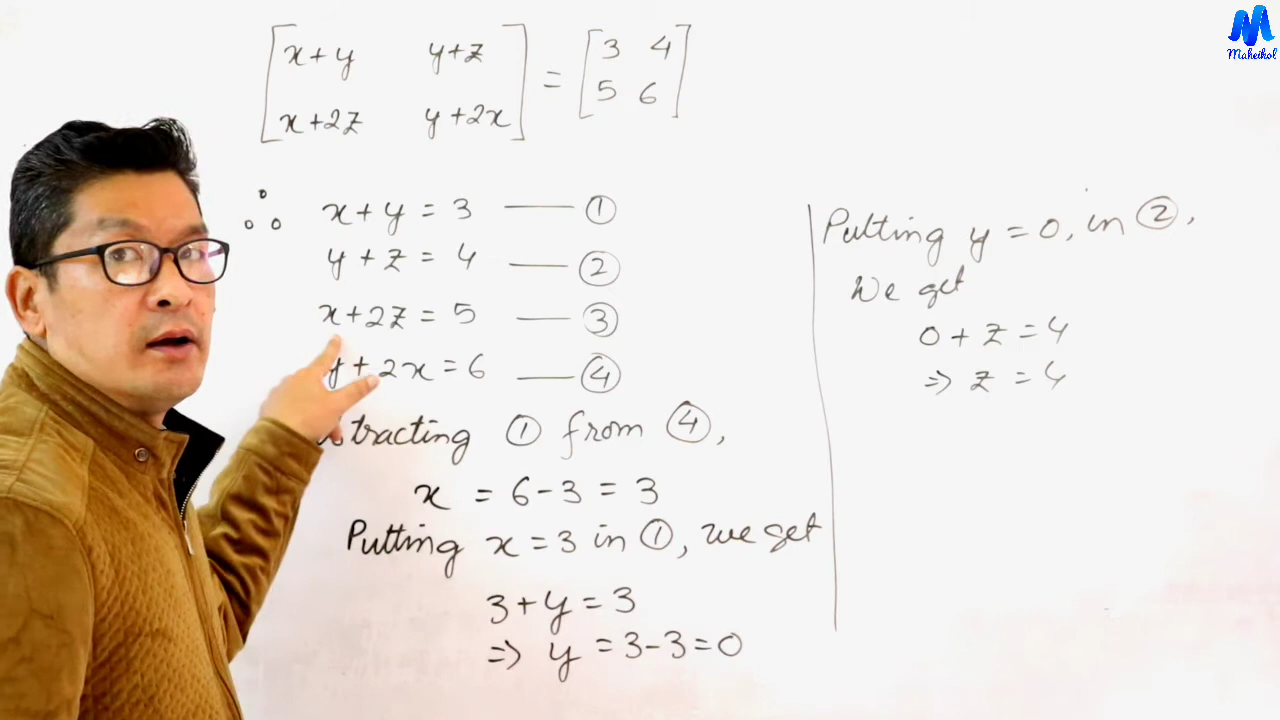 [x+y y+z] = [3 4]
[x+2z y+2x] [5 6]
∴ x+y = 3 —— ①
y+z = 4 —— ②
x+2z = 5 —— ③
y+2x = 6 —— ④
tracting ① from ④,
x = 6-3 = 3
Putting x = 3 in ①, we get
3+y = 3
=> y = 3-3 = 0
Putting y = 0, in ②,
We get
0 + z = 4
=> z = 4
Maheikol